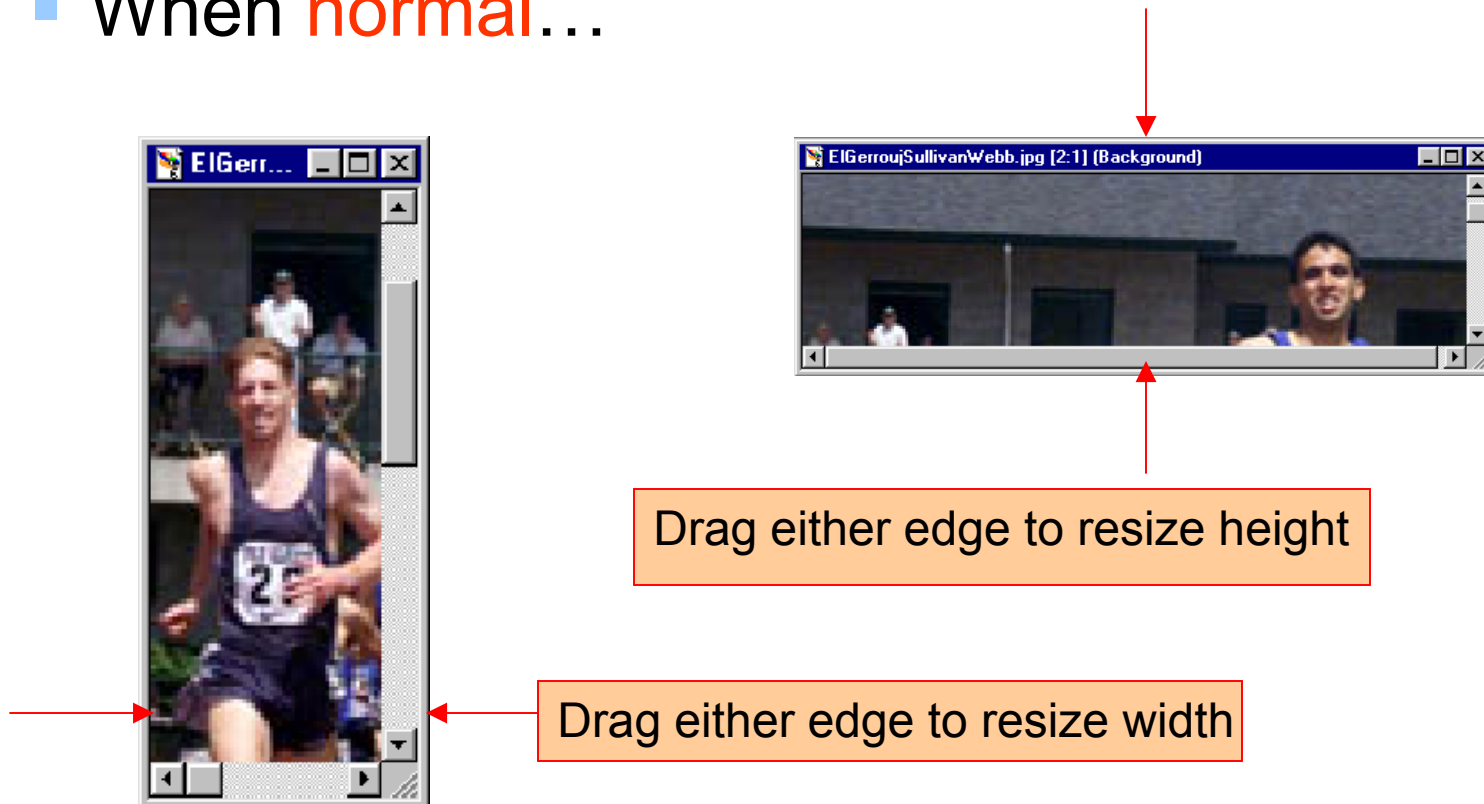 When normal…
ElGerr...
ElGerroujSullivanWebb.jpg [2:1] (Background)
Drag either edge to resize height
Drag either edge to resize width